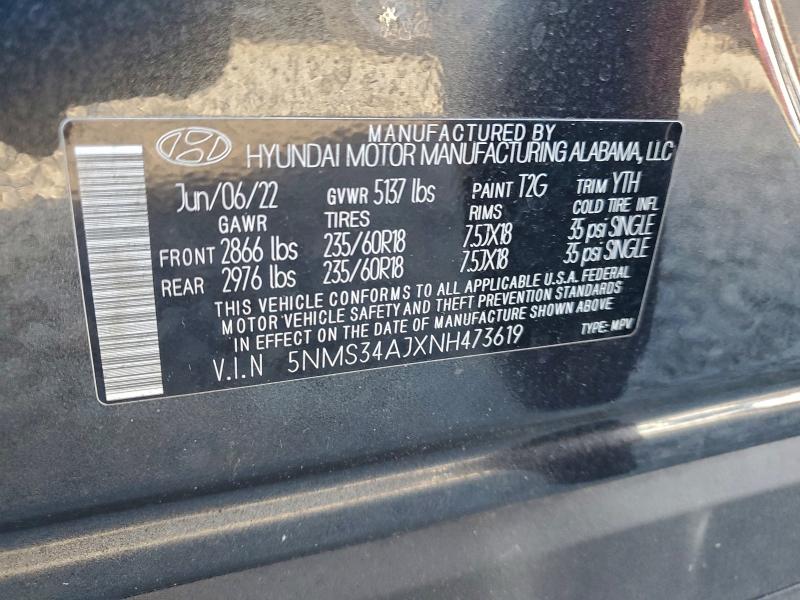 MANUFACTURED BY
HYUNDAI MOTOR MANUFACTURING ALABAMA, LLC
Jun/06/22 GVWR 5137 lbs PAINT T2G TRIM YTH
GAWR TIRES RIMS COLD TIRE INFL
FRONT 2866 lbs 235/60R18 7.5JX18 35 psi SINGLE
REAR 2976 lbs 235/60R18 7.5JX18 35 psi SINGLE
THIS VEHICLE CONFORMS TO ALL APPLICABLE U.S.A. FEDERAL
MOTOR VEHICLE SAFETY AND THEFT PREVENTION STANDARDS
IN EFFECT ON THE DATE OF MANUFACTURE SHOWN ABOVE
V.I.N 5NMS34AJXNH473619 TYPE: MPV